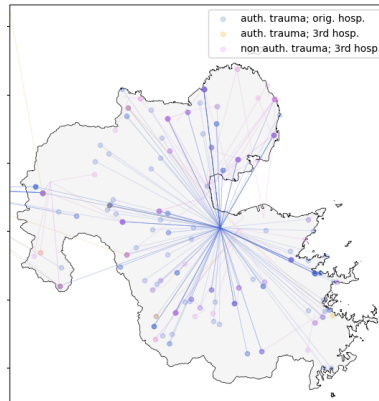 auth. trauma; orig. hosp.
auth. trauma; 3rd hosp.
non auth. trauma; 3rd hosp.